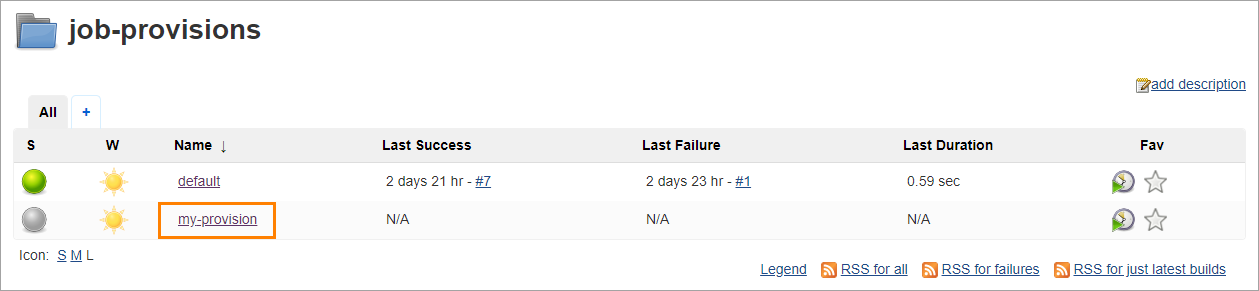 job-provisions
add description
All +
S W Name ↓ Last Success Last Failure Last Duration Fav
default 2 days 21 hr - #7 2 days 23 hr - #1 0.59 sec
my-provision N/A N/A N/A
Icon: S M L
Legend RSS for all RSS for failures RSS for just latest builds